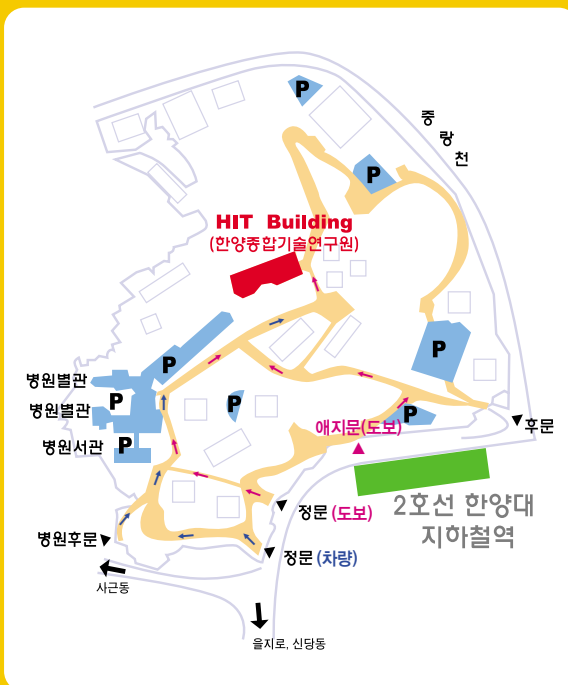 P
중
랑
천
P
HIT Building
(한양종합기술연구원)
P
P
병원별관
P
병원별관
P
P
애지문(도보)
후문
병원서관
P
2호선 한양대
지하철역
정문 (도보)
병원후문
정문 (차량)
사근동
을지로, 신당동